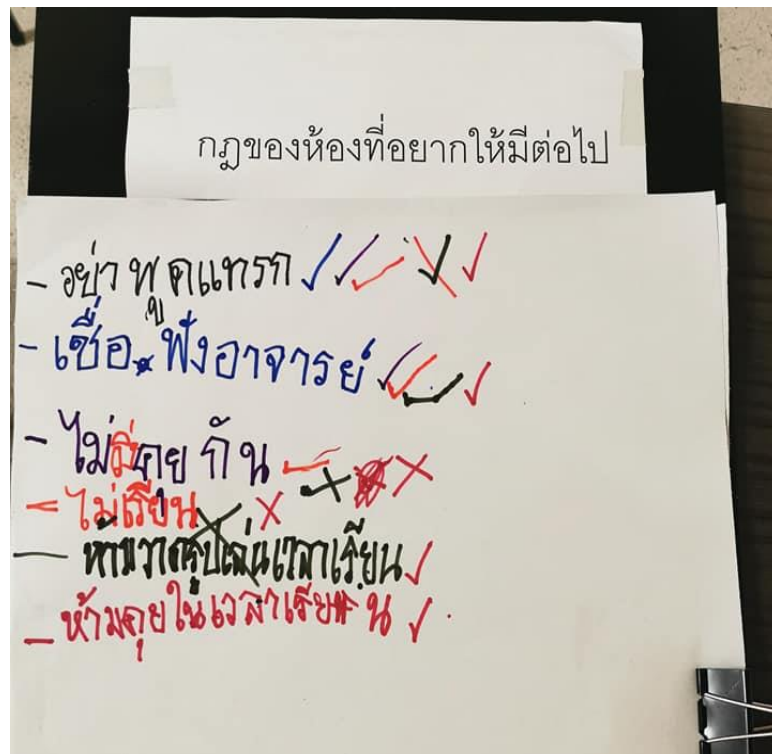 กฎของห้องที่อยากให้มีต่อไป
- อย่าพูดแทรก ✓ ✓ ✓ ✓ ✓
- เชื่อฟังอาจารย์ ✓ ✓ ✓ ✓
- ไม่คุยกัน ✓ X X
- ไม่เรียน X X
- ห้ามวาดรูปเล่นเวลาเรียน ✓
- ห้ามคุยในเวลาเรียน ✓